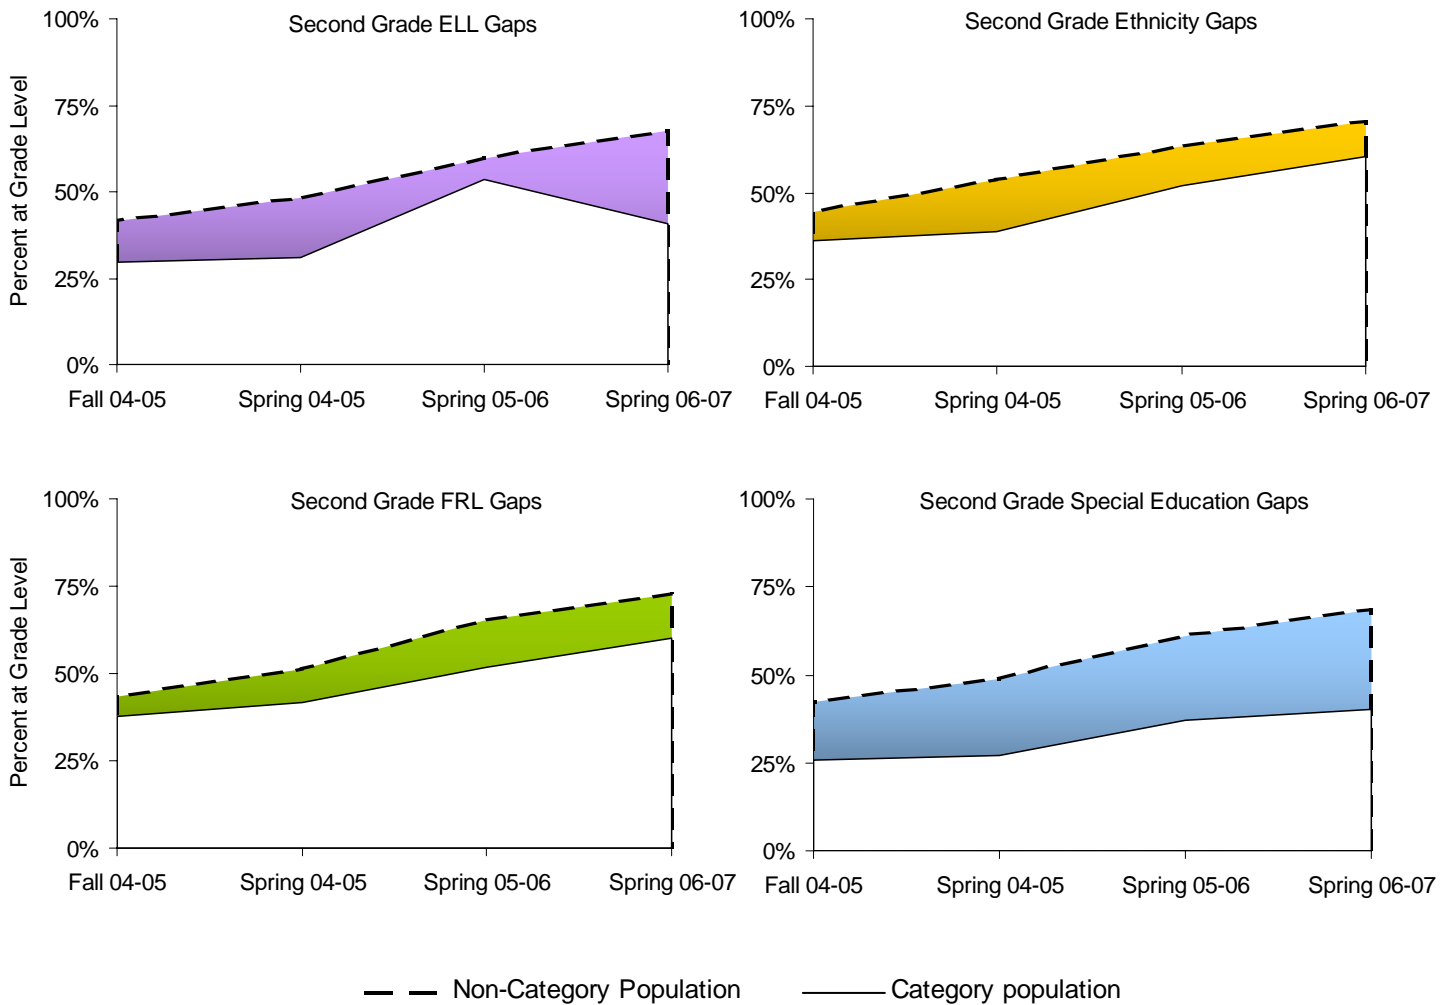 Second Grade ELL Gaps
Percent at Grade Level
100%
75%
50%
25%
0%
Fall 04-05 Spring 04-05 Spring 05-06 Spring 06-07
Second Grade Ethnicity Gaps
100%
75%
50%
25%
0%
Fall 04-05 Spring 04-05 Spring 05-06 Spring 06-07
Second Grade FRL Gaps
Percent at Grade Level
100%
75%
50%
25%
0%
Fall 04-05 Spring 04-05 Spring 05-06 Spring 06-07
Second Grade Special Education Gaps
100%
75%
50%
25%
0%
Fall 04-05 Spring 04-05 Spring 05-06 Spring 06-07
Non-Category Population Category population